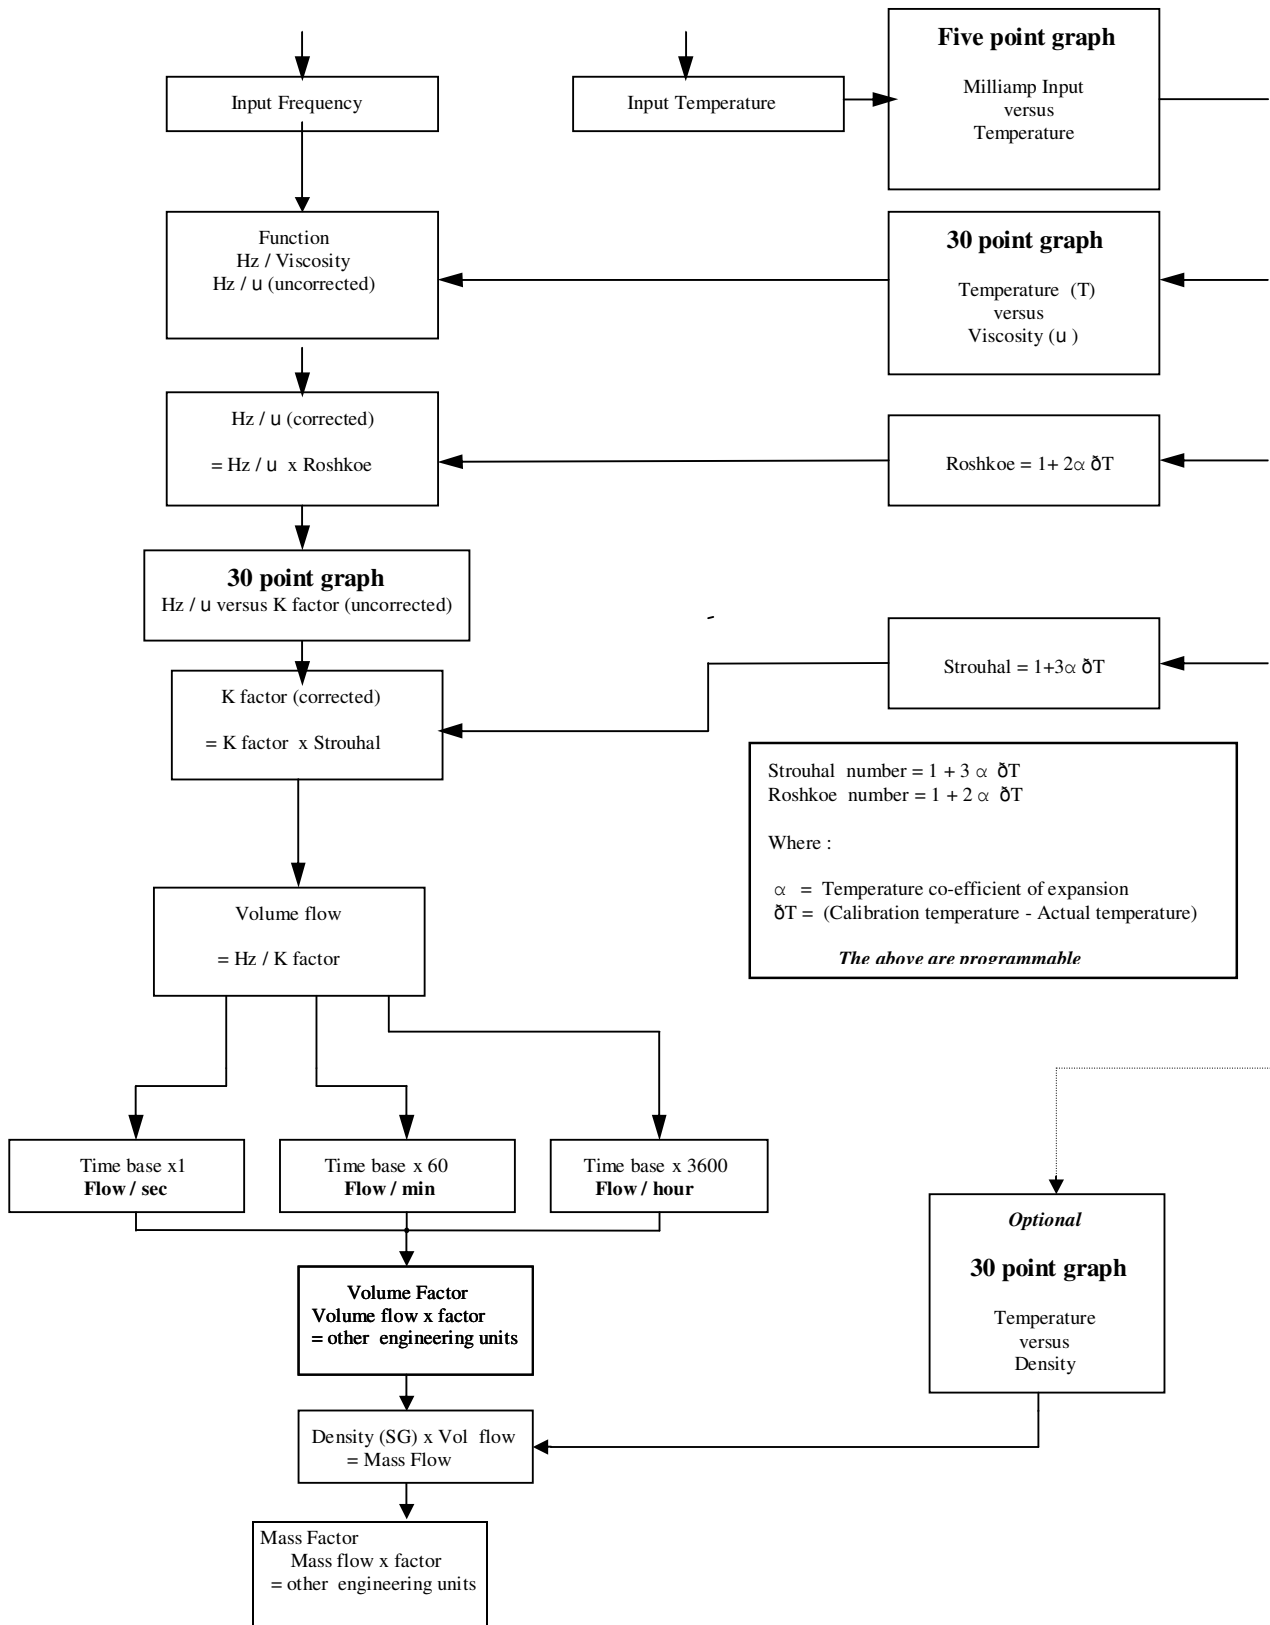 Five point graph
Milliamp Input
versus
Temperature
Input Frequency
Input Temperature
Function
Hz / Viscosity
Hz / u (uncorrected)
30 point graph
Temperature (T)
versus
Viscosity (u )
Hz / u (corrected)
= Hz / u x Roshkoe
Roshkoe = 1+ 2α ðT
30 point graph
Hz / u versus K factor (uncorrected)
Strouhal = 1+3α ðT
K factor (corrected)
= K factor x Strouhal
Strouhal number = 1 + 3 α ðT
Roshkoe number = 1 + 2 α ðT
Where :
α = Temperature co-efficient of expansion
ðT = (Calibration temperature - Actual temperature)
The above are programmable
Volume flow
= Hz / K factor
Time base x1
Flow / sec
Time base x 60
Flow / min
Time base x 3600
Flow / hour
Optional
30 point graph
Temperature
versus
Density
Volume Factor
Volume flow x factor
= other engineering units
Density (SG) x Vol flow
= Mass Flow
Mass Factor
Mass flow x factor
= other engineering units